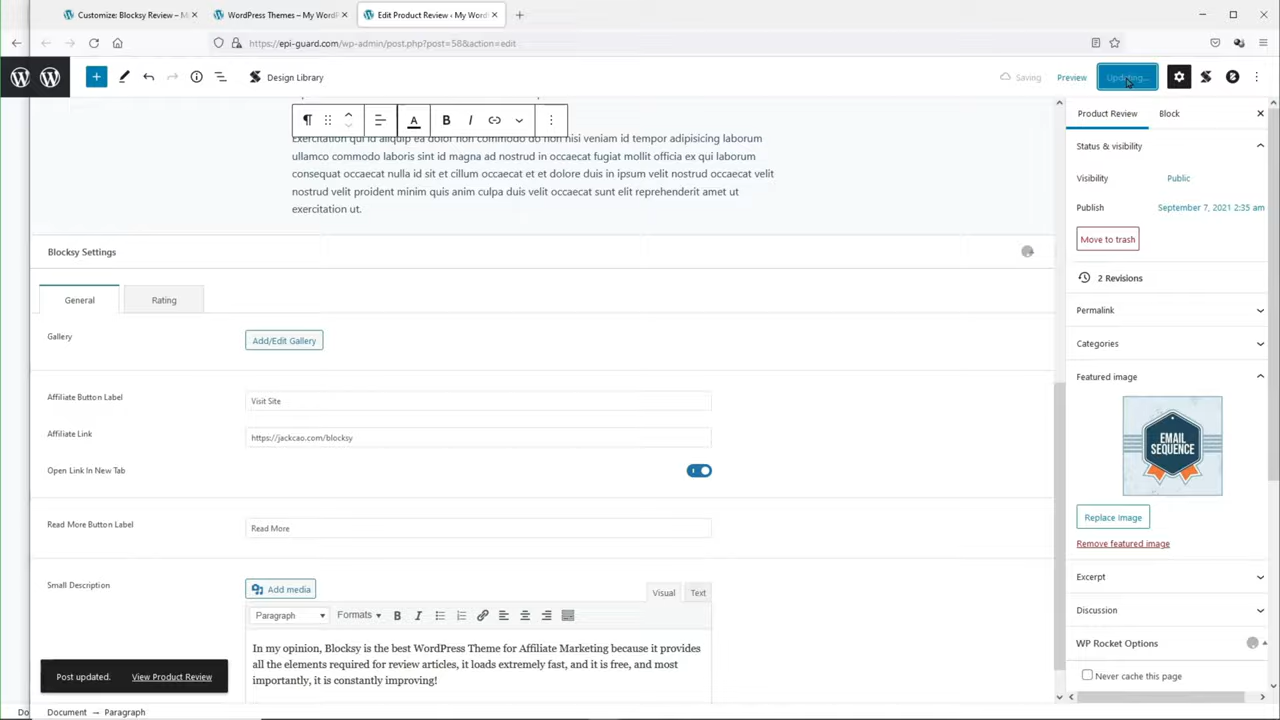 Customize: Blocksy Review – M
WordPress Themes – My WordP
Edit Product Review ‹ My Word
https://epi-guard.com/wp-admin/post.php?post=58&action=edit
Design Library
Saving
Preview
Updating...
Exercitation qui in aliquip ea dolor non non commodo do non nisi veniam id tempor adipisicing laborum
ullamco commodo laboris sint id magna ad nostrud in occaecat fugiat mollit officia ex qui laborum
consequat occaecat nulla id sit et cillum occaecat et et dolore duis in ipsum velit nostrud velit
nostrud velit proident minim quis anim culpa duis velit occaecat sunt elit reprehenderit amet ut
exercitation ut.
Blocksy Settings
General
Rating
Gallery
Add/Edit Gallery
Affiliate Button Label
Visit Site
Affiliate Link
https://jackcao.com/blocksy
Open Link In New Tab
Read More Button Label
Read More
Small Description
Add media
Visual
Text
Paragraph
Formats
In my opinion, Blocksy is the best WordPress Theme for Affiliate Marketing because it provides
all the elements required for review articles, it loads extremely fast, and it is free, and most
importantly, it is constantly improving!
Post updated.
View Product Review
Do
Document → Paragraph
Product Review
Block
Status & visibility
Visibility
Public
Publish
September 7, 2021 2:35 am
Move to trash
2 Revisions
Permalink
Categories
Featured image
EMAIL
SEQUENCE
Replace Image
Remove featured image
Excerpt
Discussion
WP Rocket Options
Never cache this page